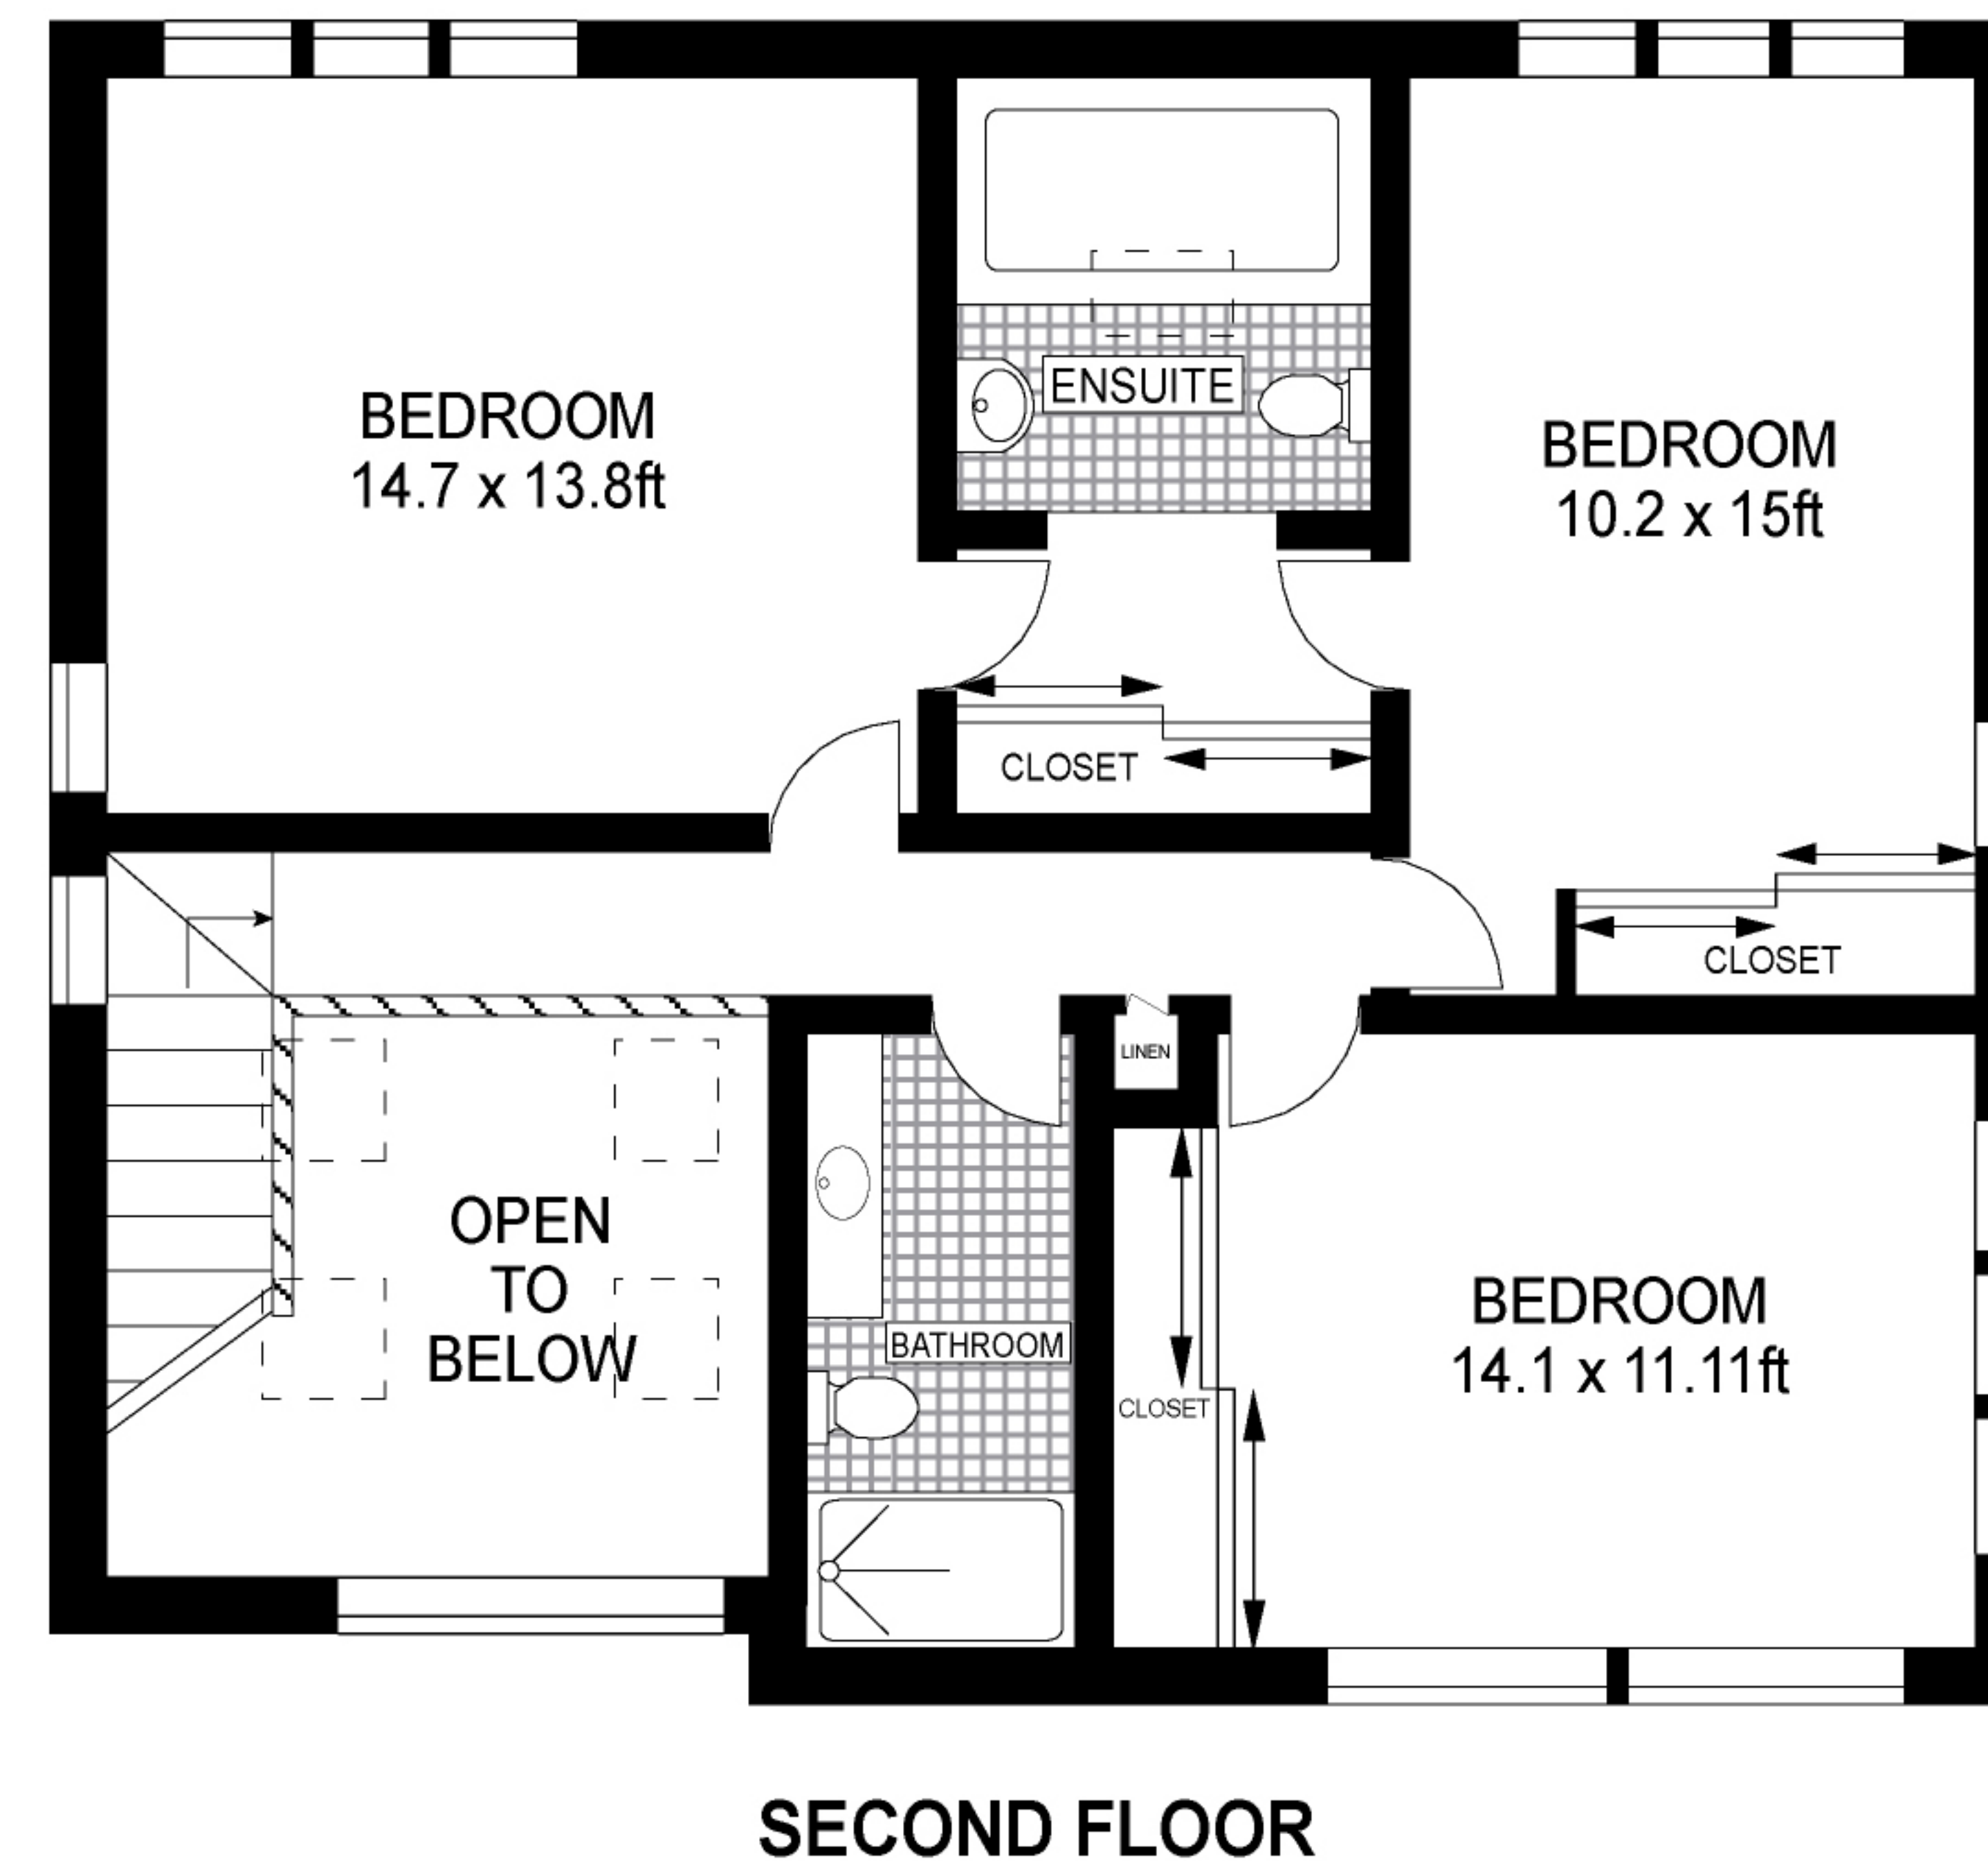 BEDROOM
14.7 x 13.8ft
ENSUITE
BEDROOM
10.2 x 15ft
CLOSET
CLOSET
LINEN
OPEN
TO
BELOW
BATHROOM
CLOSET
BEDROOM
14.1 x 11.11ft
SECOND FLOOR